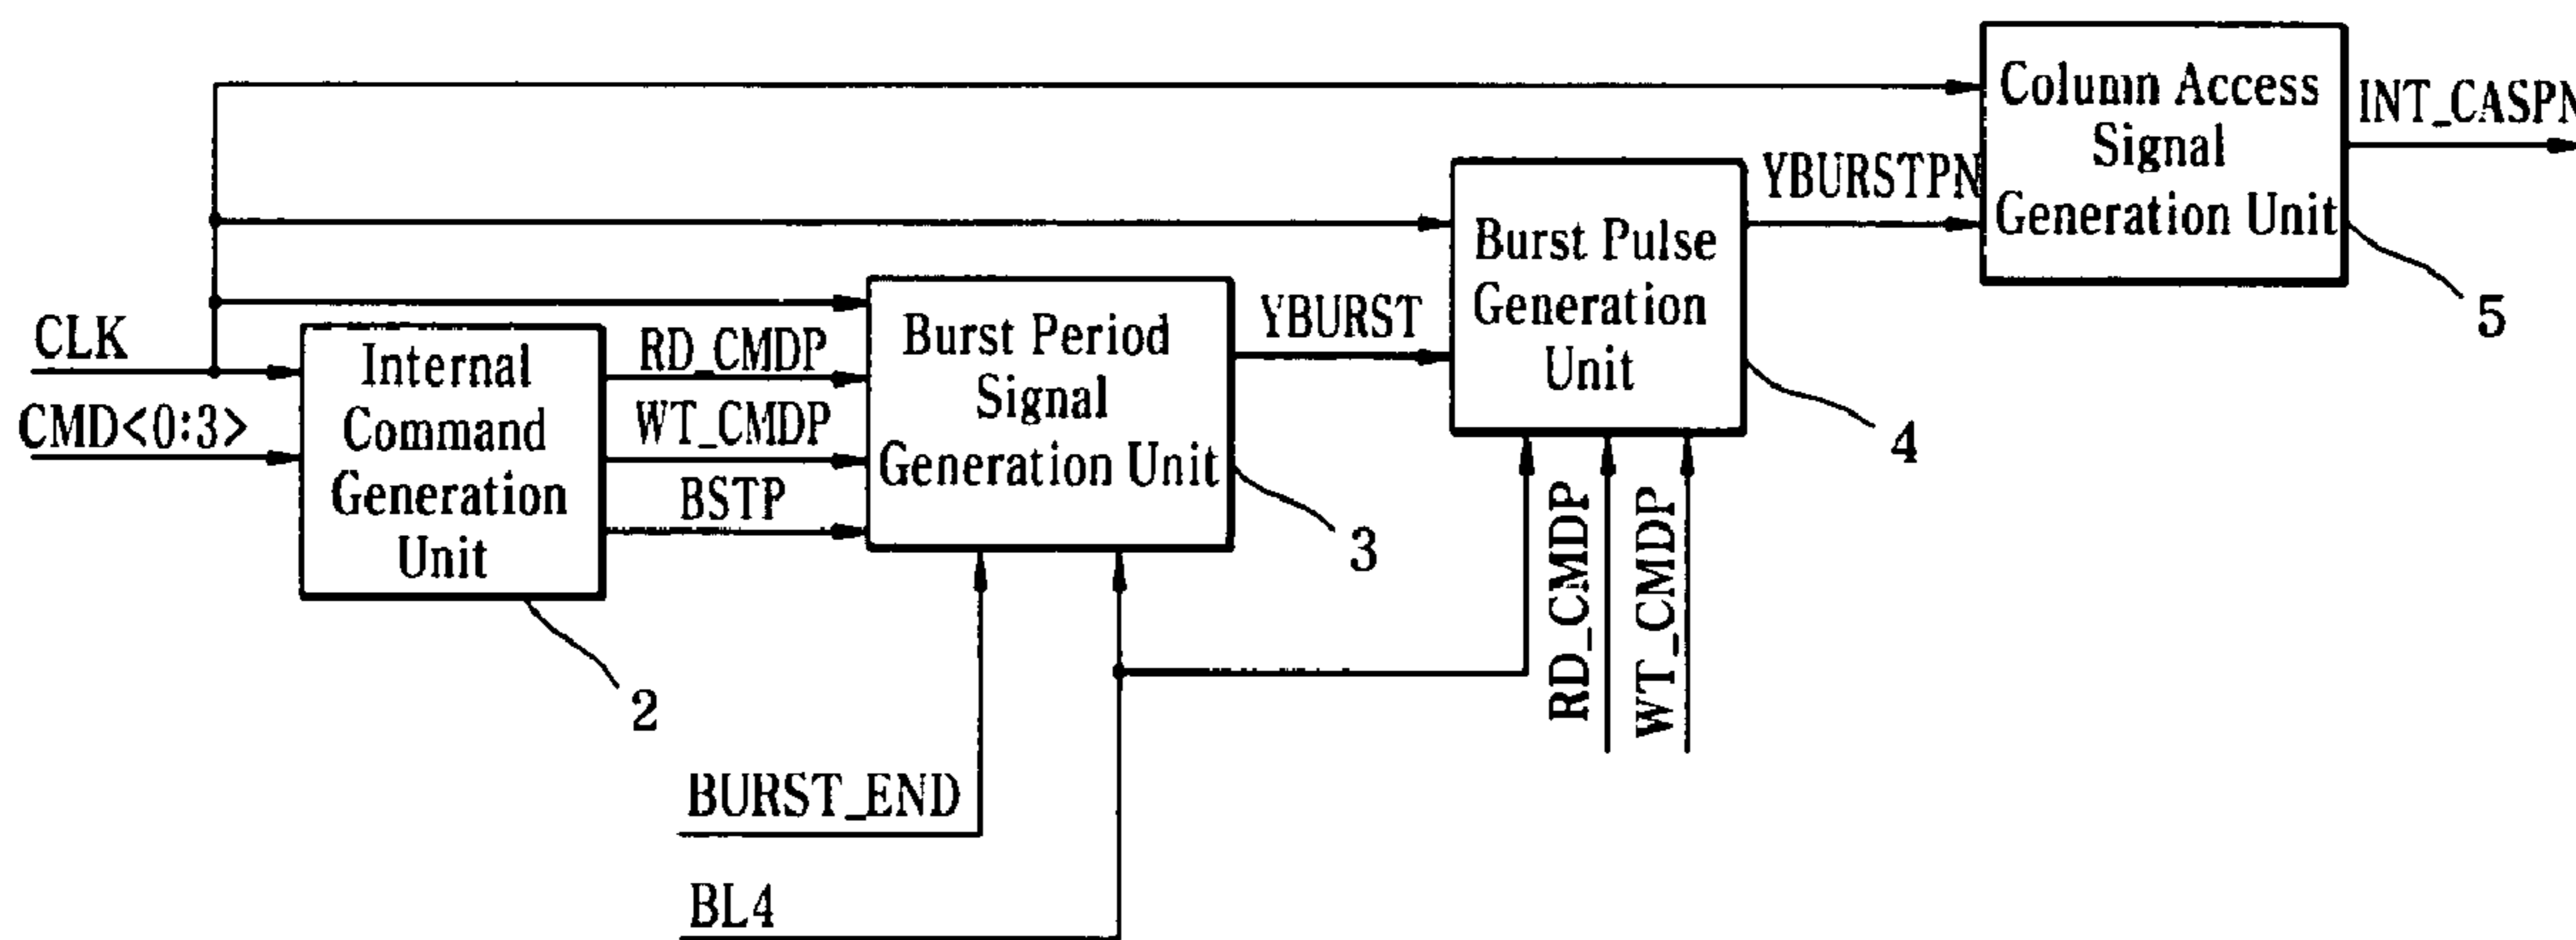 Column Access
Signal
Generation Unit
INT_CASPN
5
Burst Pulse
Generation
Unit
YBURSTPN
4
Burst Period
Signal
Generation Unit
YBURST
3
CLK
CMD<0:3>
Internal
Command
Generation
Unit
2
RD_CMDP
WT_CMDP
BSTP
RD_CMDP
WT_CMDP
BURST_END
BL4